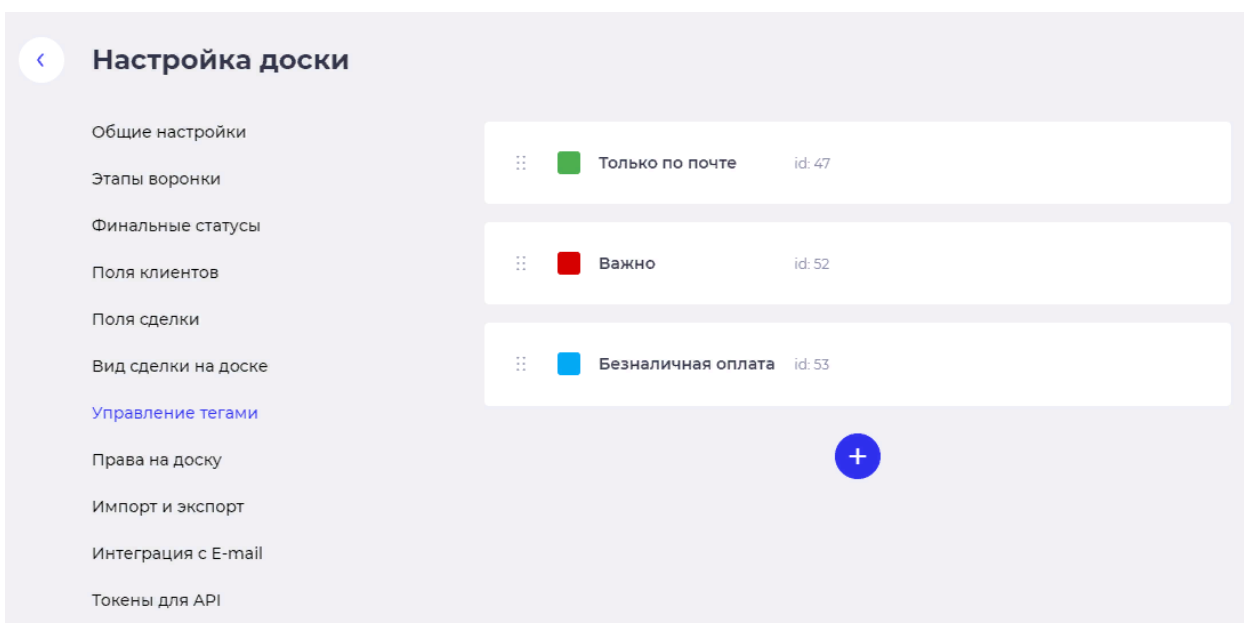 Настройка доски
Общие настройки
Этапы воронки
Финальные статусы
Поля клиентов
Поля сделки
Вид сделки на доске
Управление тегами
Права на доску
Импорт и экспорт
Интеграция с E-mail
Токены для API
Только по почте id: 47
Важно id: 52
Безналичная оплата id: 53